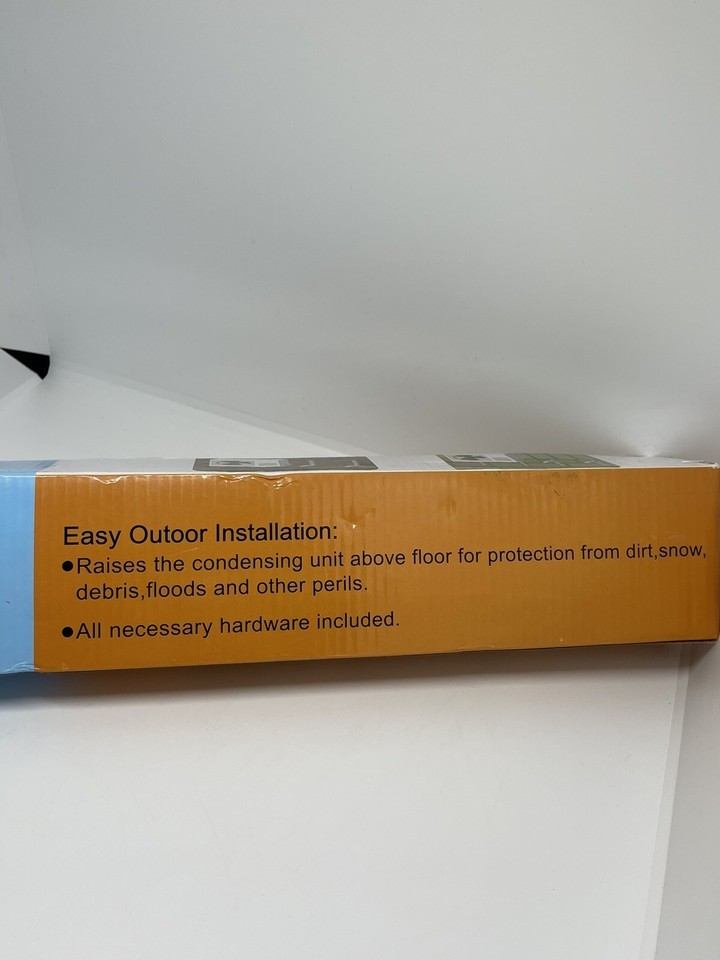 Easy Outoor Installation:
●Raises the condensing unit above floor for protection from dirt,snow,
debris,floods and other perils.
●All necessary hardware included.